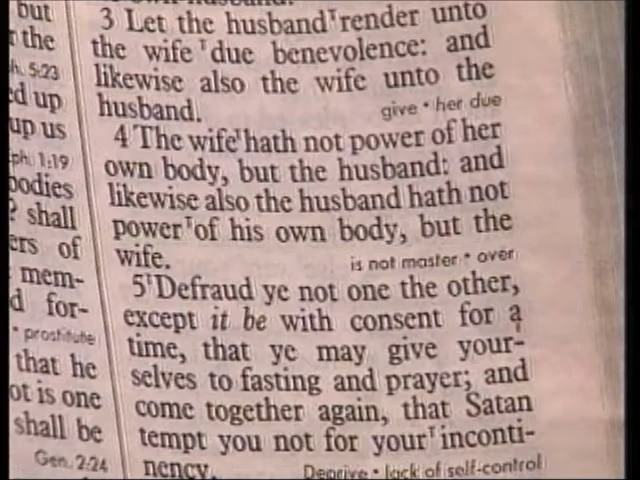 but
r the
h. 5:23
ed up
up us
ph. 1:19
bodies
? shall
ers of
mem-
d for-
• prostitute
that he
ot is one
shall be
Gen. 2:24
own husband.
3 Let the husband᾽render unto
the wife ᾽due benevolence: and
likewise also the wife unto the
husband.
give • her due
4 The wife᾽hath not power of her
own body, but the husband: and
likewise also the husband hath not
power᾽of his own body, but the
wife.
is not master • over
5᾽Defraud ye not one the other,
except it be with consent for a
time, that ye may give your-
selves to fasting and prayer; and
come together again, that Satan
tempt you not for your᾽inconti-
nency.
Deprive • lack of self-control